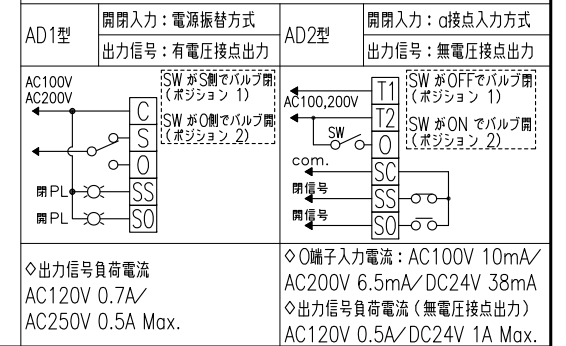 AD1型
開閉入力：電源振替方式
出力信号：有電圧接点出力
AD2型
開閉入力：a接点入力方式
出力信号：無電圧接点出力
AC100V
AC200V
SW がS側でバルブ閉
(ポジション 1)
SW がO側でバルブ開
(ポジション 2)
C
S
O
閉PL
SS
開PL
SO
AC100,200V
SW がOFFでバルブ閉
(ポジション 1)
SW がON でバルブ開
(ポジション 2)
T1
T2
SW
O
com.
SC
閉信号
SS
開信号
SO
◇出力信号負荷電流
AC120V 0.7A/
AC250V 0.5A Max.
◇O端子入力電流：AC100V 10mA/
AC200V 6.5mA/DC24V 38mA
◇出力信号負荷電流(無電圧接点出力)
AC120V 0.5A/DC24V 1A Max.